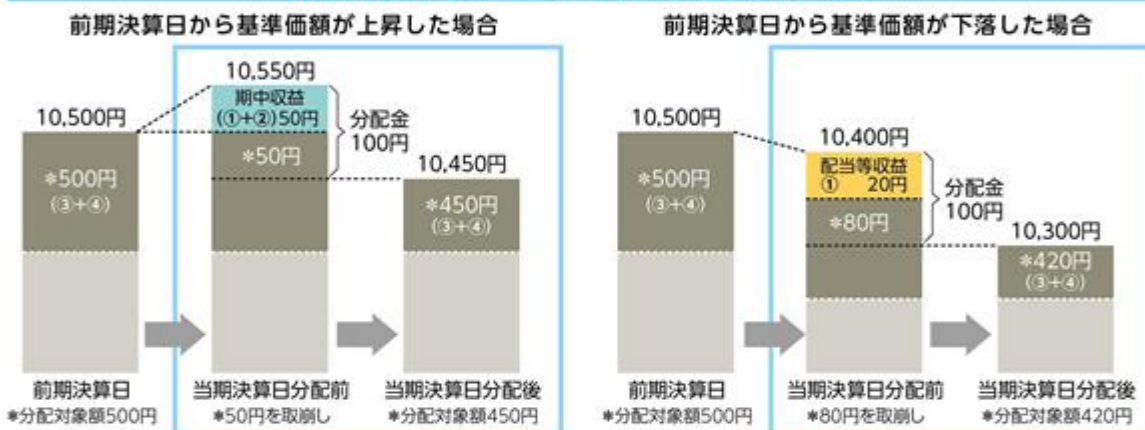 前期決算日から基準価額が上昇した場合
10,500円
*500円
(③+④)
10,550円
期中収益
(①+②)50円
*50円
分配金
100円
10,450円
*450円
(③+④)
前期決算日
*分配対象額500円
当期決算日分配前
*50円を取崩し
当期決算日分配後
*分配対象額450円
前期決算日から基準価額が下落した場合
10,500円
*500円
(③+④)
10,400円
配当等収益
① 20円
*80円
分配金
100円
10,300円
*420円
(③+④)
前期決算日
*分配対象額500円
当期決算日分配前
*80円を取崩し
当期決算日分配後
*分配対象額420円